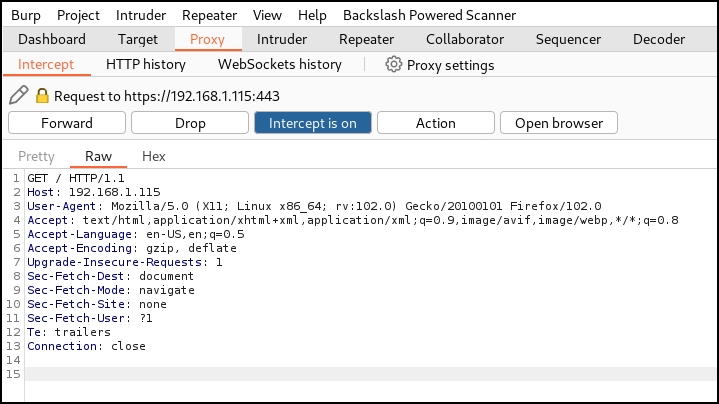 Burp Project Intruder Repeater View Help Backslash Powered Scanner
Dashboard Target Proxy Intruder Repeater Collaborator Sequencer Decoder
Intercept HTTP history WebSockets history Proxy settings
Request to https://192.168.1.115:443
Forward Drop Intercept is on Action Open browser
Pretty Raw Hex
1 GET / HTTP/1.1
2 Host: 192.168.1.115
3 User-Agent: Mozilla/5.0 (X11; Linux x86_64; rv:102.0) Gecko/20100101 Firefox/102.0
4 Accept: text/html,application/xhtml+xml,application/xml;q=0.9,image/avif,image/webp,*/*;q=0.8
5 Accept-Language: en-US,en;q=0.5
6 Accept-Encoding: gzip, deflate
7 Upgrade-Insecure-Requests: 1
8 Sec-Fetch-Dest: document
9 Sec-Fetch-Mode: navigate
10 Sec-Fetch-Site: none
11 Sec-Fetch-User: ?1
12 Te: trailers
13 Connection: close
14
15